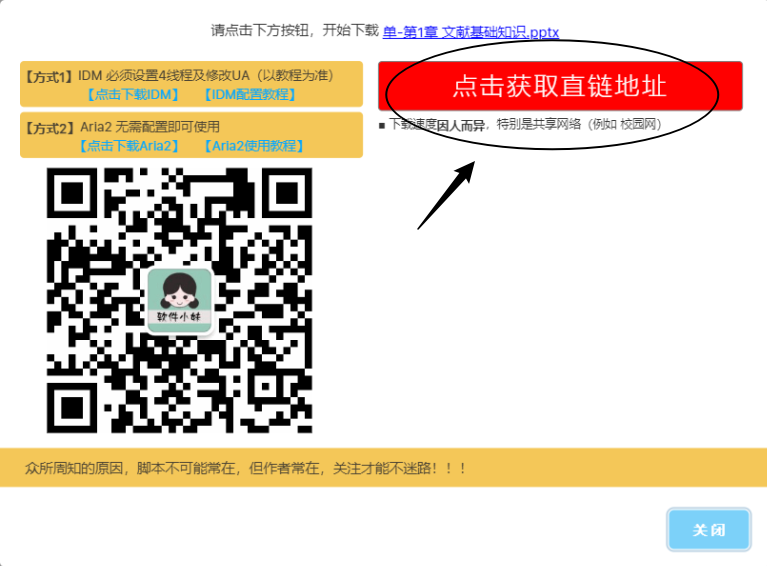 请点击下方按钮，开始下载 单-第1章 文献基础知识.pptx
【方式1】IDM 必须设置4线程及修改UA（以教程为准）
【点击下载IDM】 【IDM配置教程】
【方式2】Aria2 无需配置即可使用
【点击下载Aria2】 【Aria2使用教程】
点击获取直链地址
■ 下载速度因人而异，特别是共享网络（例如 校园网）
软件小妹
众所周知的原因，脚本不可能常在，但作者常在，关注才能不迷路！！！
关闭